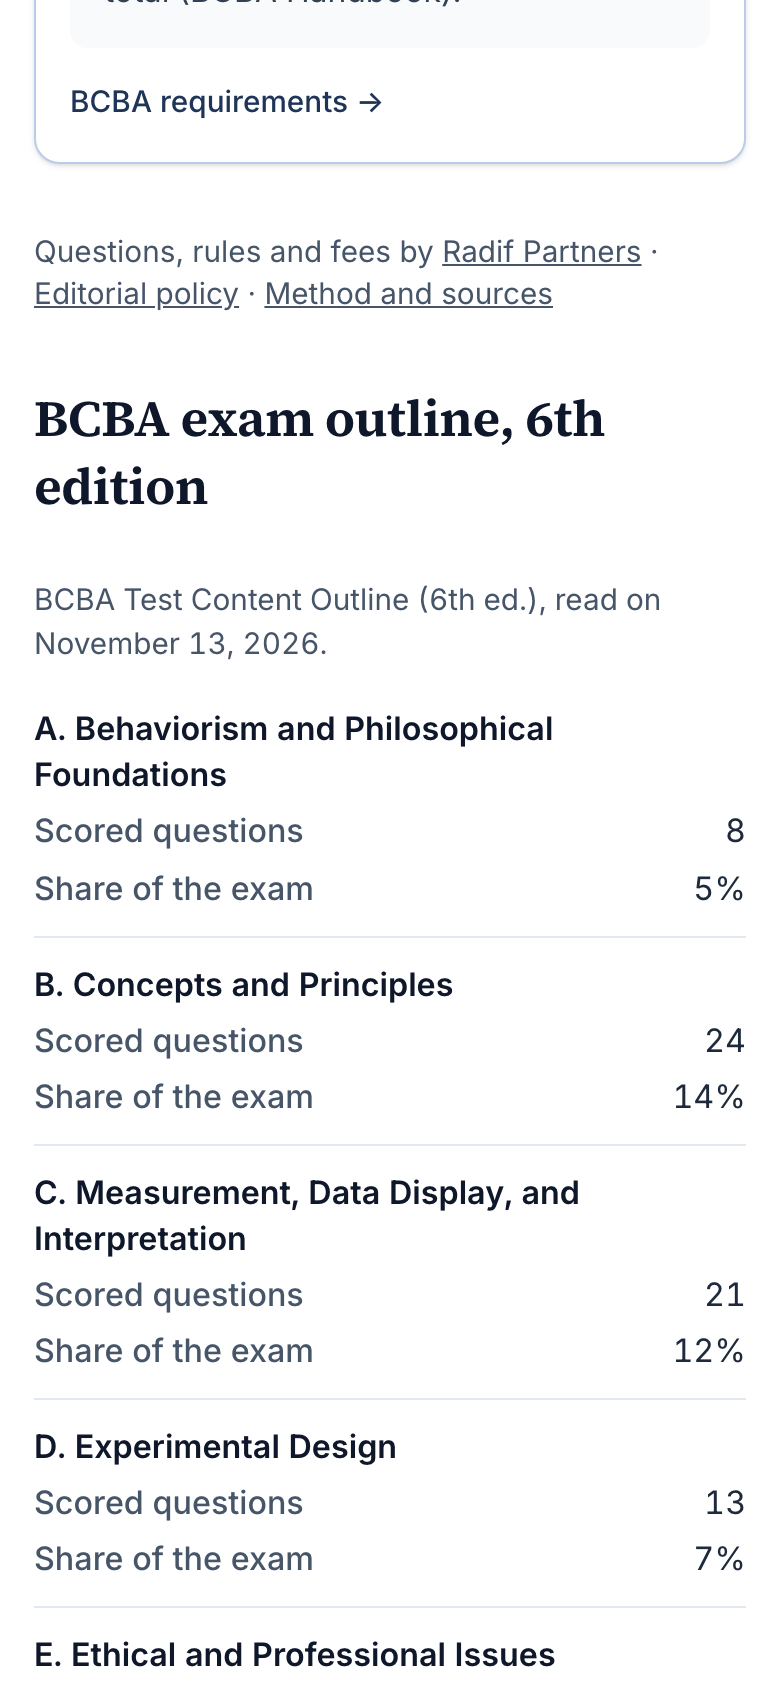 BCBA requirements →
Questions, rules and fees by Radif Partners ·
Editorial policy · Method and sources
BCBA exam outline, 6th
edition
BCBA Test Content Outline (6th ed.), read on
November 13, 2026.
A. Behaviorism and Philosophical
Foundations
Scored questions 8
Share of the exam 5%
B. Concepts and Principles
Scored questions 24
Share of the exam 14%
C. Measurement, Data Display, and
Interpretation
Scored questions 21
Share of the exam 12%
D. Experimental Design
Scored questions 13
Share of the exam 7%
E. Ethical and Professional Issues